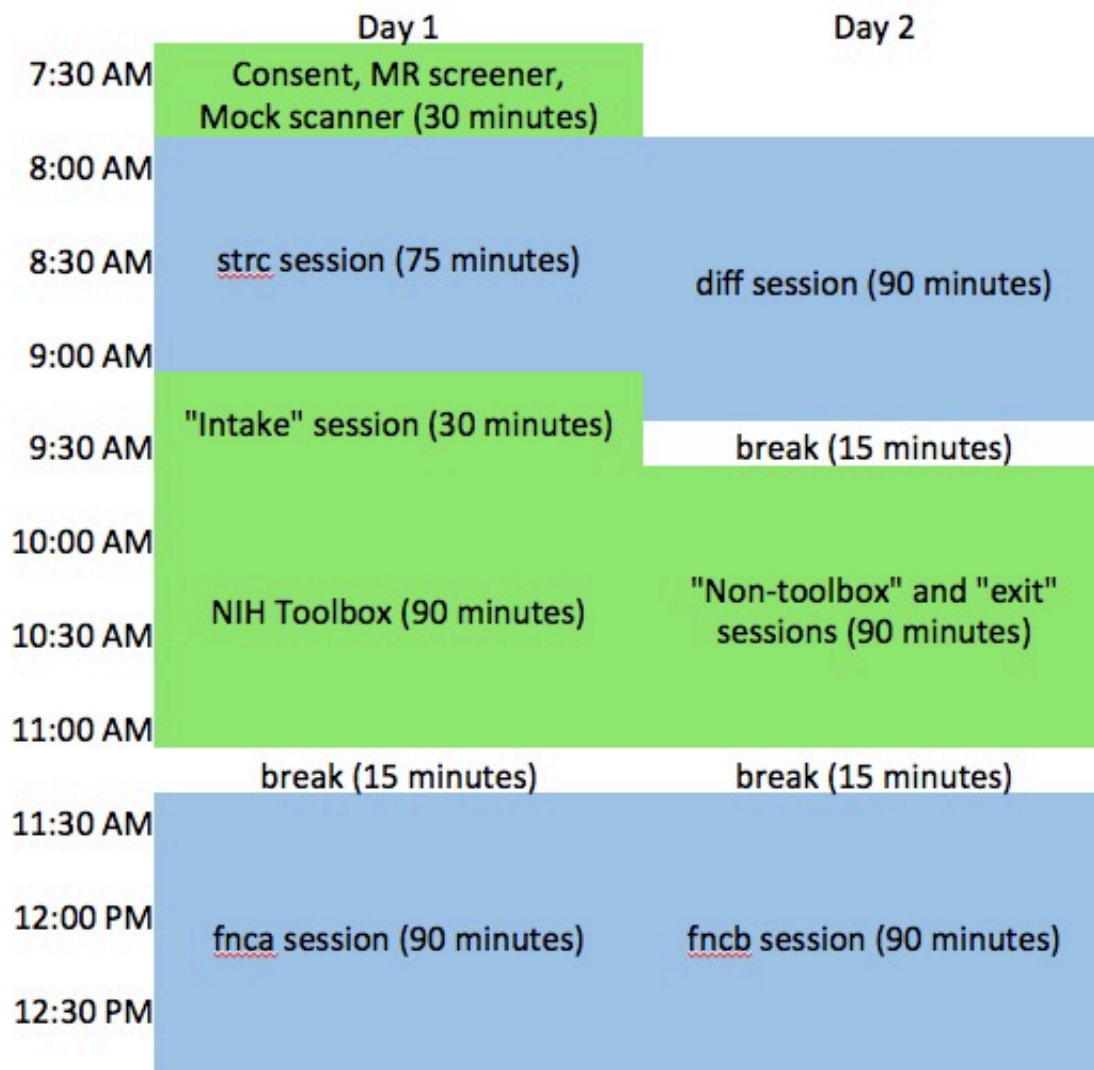 Day 1
Day 2
7:30 AM
Consent, MR screener,
Mock scanner (30 minutes)
8:00 AM
8:30 AM
strc session (75 minutes)
diff session (90 minutes)
9:00 AM
"Intake" session (30 minutes)
9:30 AM
break (15 minutes)
10:00 AM
NIH Toolbox (90 minutes)
"Non-toolbox" and "exit"
sessions (90 minutes)
10:30 AM
11:00 AM
break (15 minutes)
break (15 minutes)
11:30 AM
12:00 PM
fnca session (90 minutes)
fncb session (90 minutes)
12:30 PM